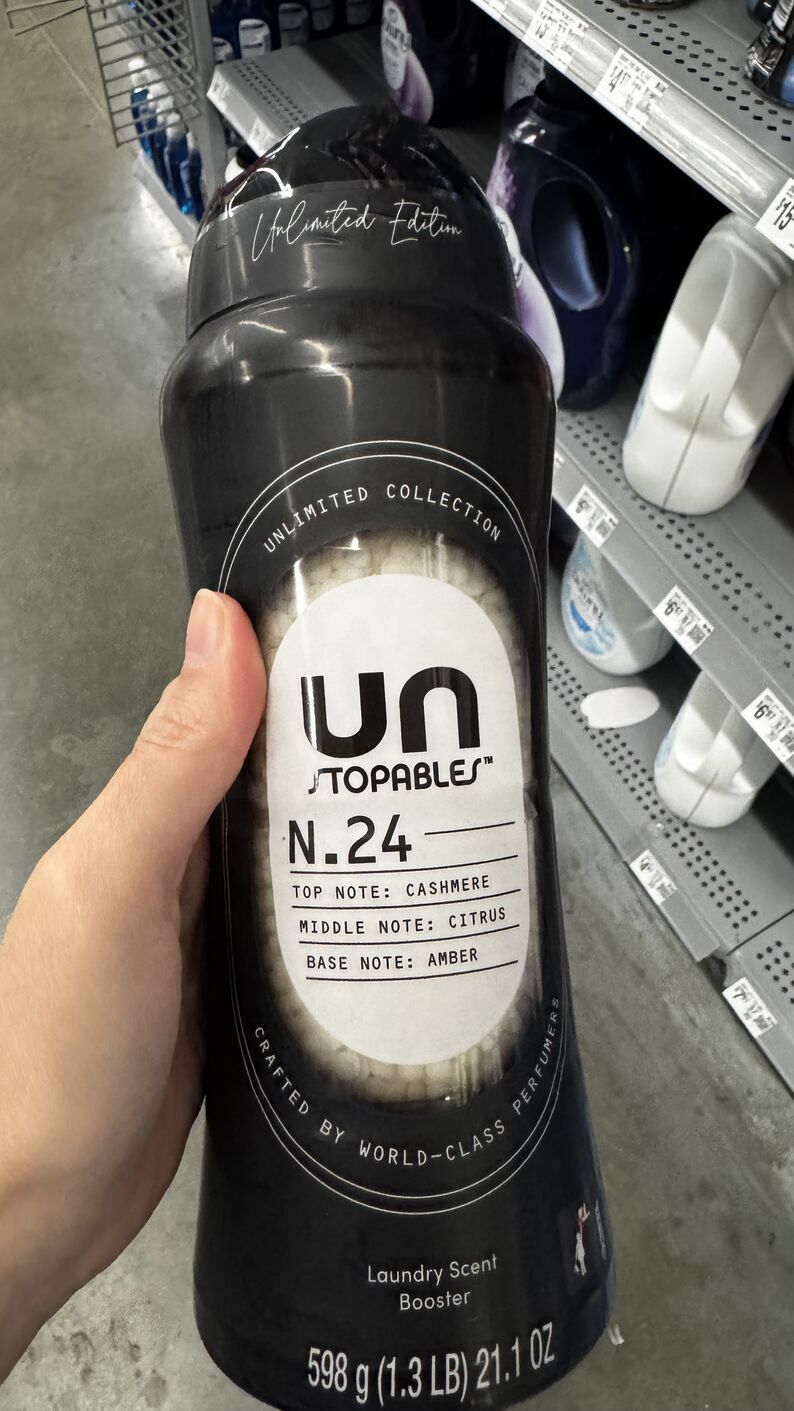 Unlimited Edition
UNLIMITED COLLECTION
un
STOPABLES™
N.24
TOP NOTE: CASHMERE
MIDDLE NOTE: CITRUS
BASE NOTE: AMBER
CRAFTED BY WORLD-CLASS PERFUMERS
Laundry Scent
Booster
598 g (1.3 LB) 21.1 OZ